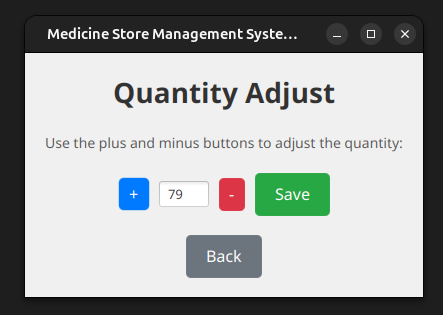 Medicine Store Management Syste...
Quantity Adjust
Use the plus and minus buttons to adjust the quantity:
+ 79 - Save
Back